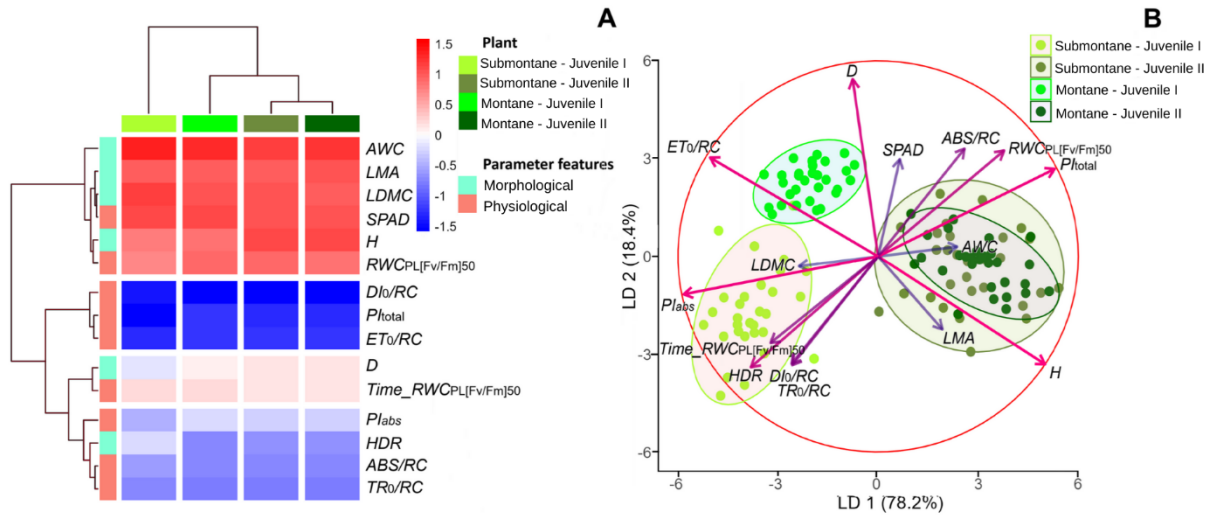 A
1.5
1
0.5
0
-0.5
-1
-1.5
Plant
Submontane - Juvenile I
Submontane - Juvenile II
Montane - Juvenile I
Montane - Juvenile II
Parameter features
Morphological
Physiological
AWC
LMA
LDMC
SPAD
H
RWCPL[Fv/Fm]50
DI0/RC
PItotal
ET0/RC
D
Time_RWCPL[Fv/Fm]50
PIabs
HDR
ABS/RC
TR0/RC
B
Submontane - Juvenile I
Submontane - Juvenile II
Montane - Juvenile I
Montane - Juvenile II
6
3
0
-3
-6
LD 2 (18.4%)
D
ET0/RC
SPAD
ABS/RC
RWCPL[Fv/Fm]50
PItotal
AWC
LDMC
PIabs
LMA
Time_RWCPL[Fv/Fm]50
HDR
DI0/RC
TR0/RC
H
-6
-3
0
3
6
LD 1 (78.2%)